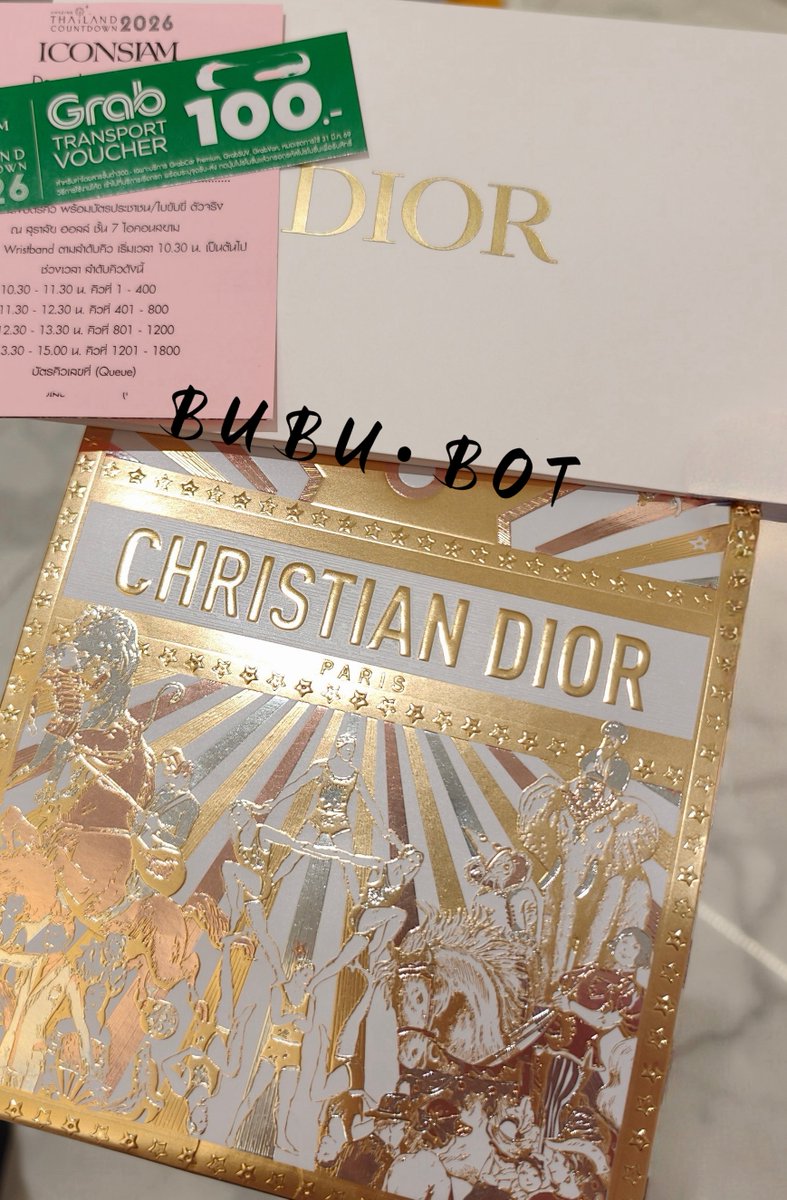 THAILAND
COUNTDOWN 2026
ICONSIAM
Grab
TRANSPORT
VOUCHER
100.-
26
พร้อมบัตรประชาชน/ใบขับขี่ ตัวจริง
ณ สุราลัย ฮอลล์ ชั้น 7 ไอคอนสยาม
Wristband ตามลำดับคิว เริ่มเวลา 10.30 น. เป็นต้นไป
ช่วงเวลา ลำดับคิวดังนี้
10.30 - 11.30 น. คิวที่ 1 - 400
11.30 - 12.30 น. คิวที่ 401 - 800
12.30 - 13.30 น. คิวที่ 801 - 1200
3.30 - 15.00 น. คิวที่ 1201 - 1800
บัตรคิวเลขที่ (Queue)
DIOR
BUBU•BOT
CHRISTIAN DIOR
PARIS